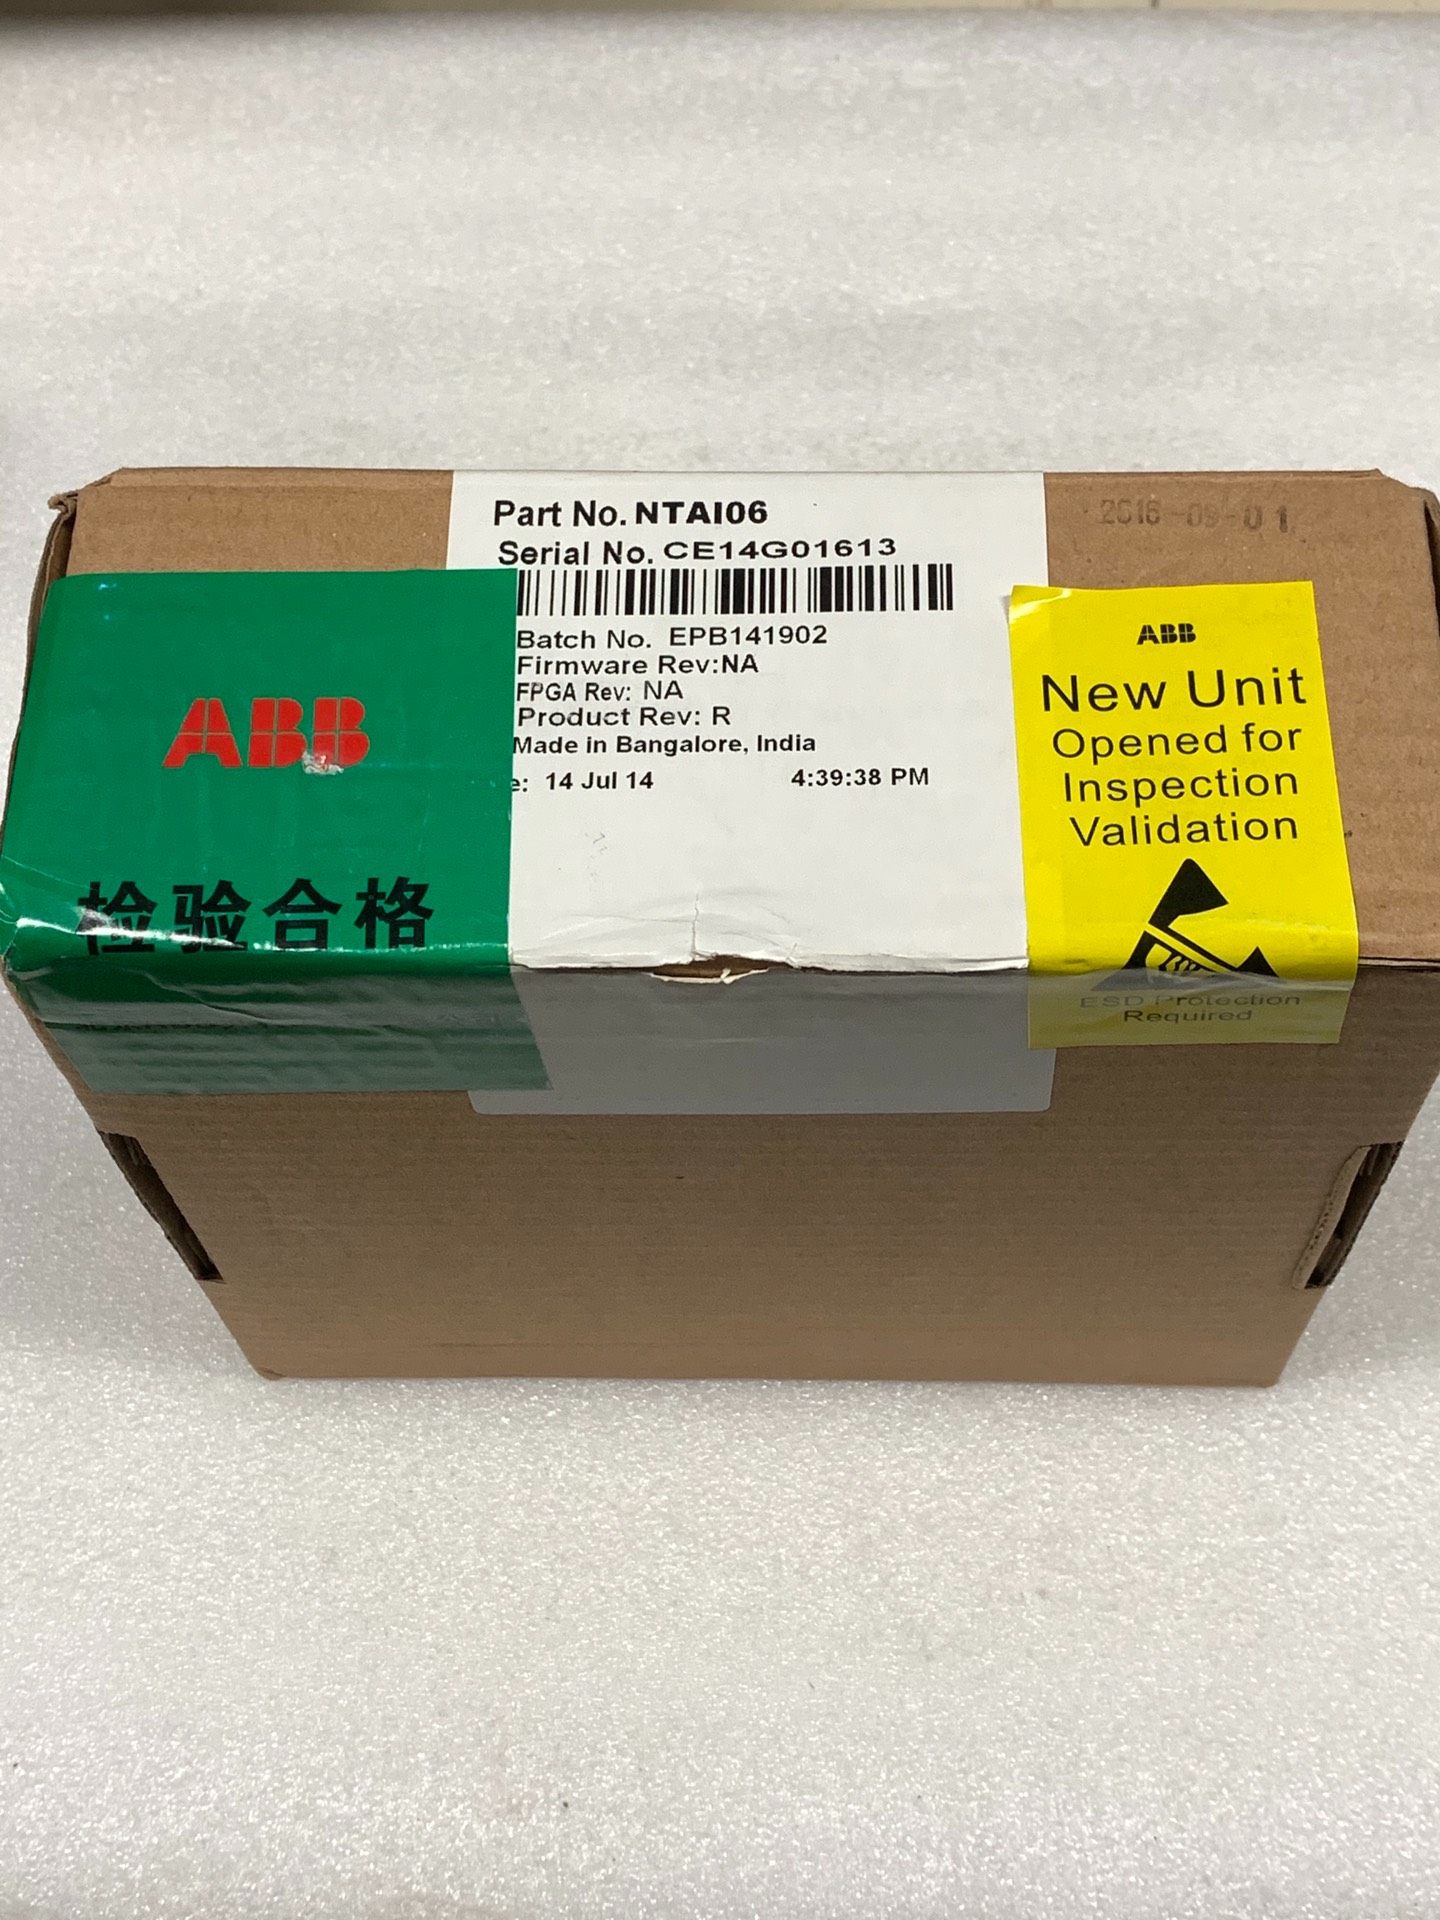 Part No. NTAI06
Serial No. CE14G01613
Batch No. EPB141902
Firmware Rev:NA
FPGA Rev: NA
Product Rev: R
Made in Bangalore, India
e: 14 Jul 14 4:39:38 PM
ABB
检验合格
2016-09-01
ABB
New Unit
Opened for
Inspection
Validation
ESD Protection
Required